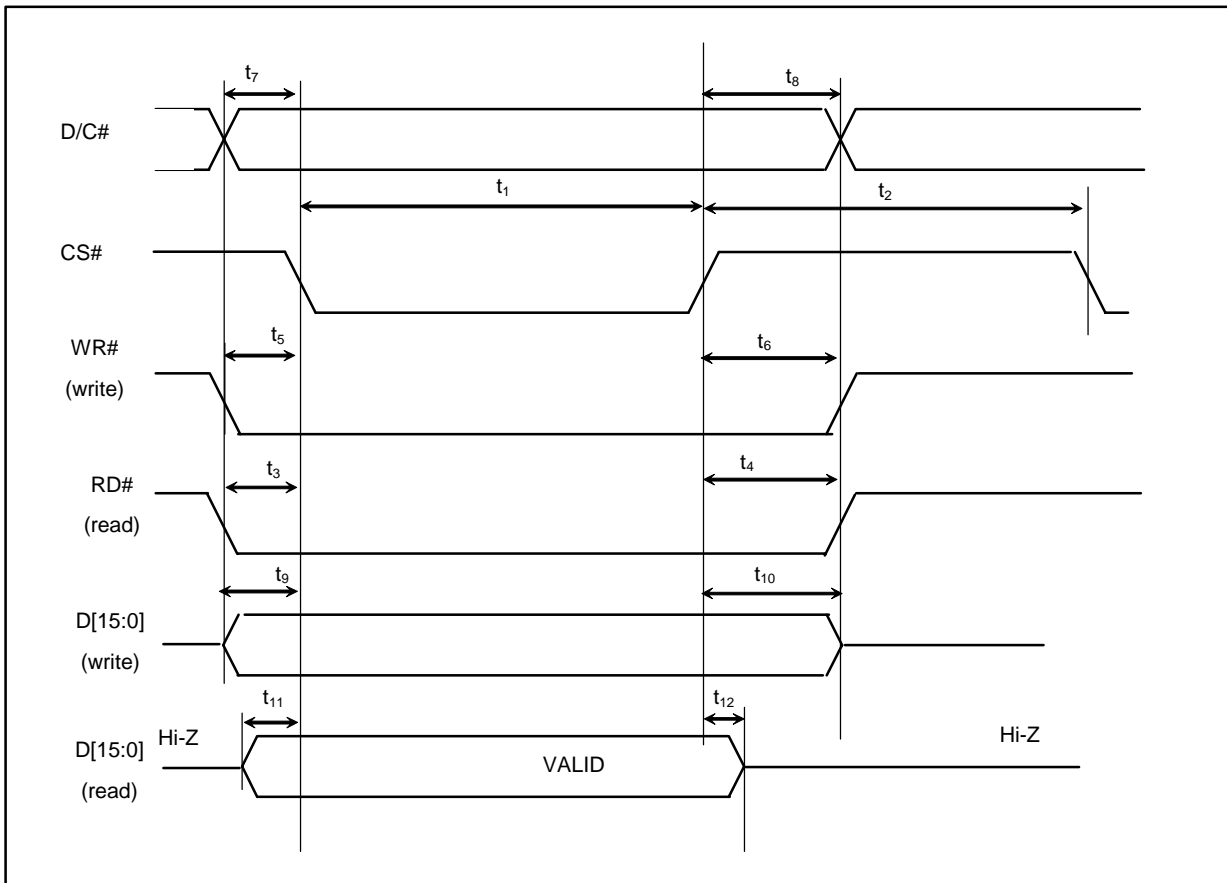 t₇ t₈
D/C#
t₁ t₂
CS#
t₅ t₆
WR#
(write)
t₃ t₄
RD#
(read)
t₉ t₁₀
D[15:0]
(write)
t₁₁ t₁₂
Hi-Z Hi-Z
D[15:0] VALID
(read)